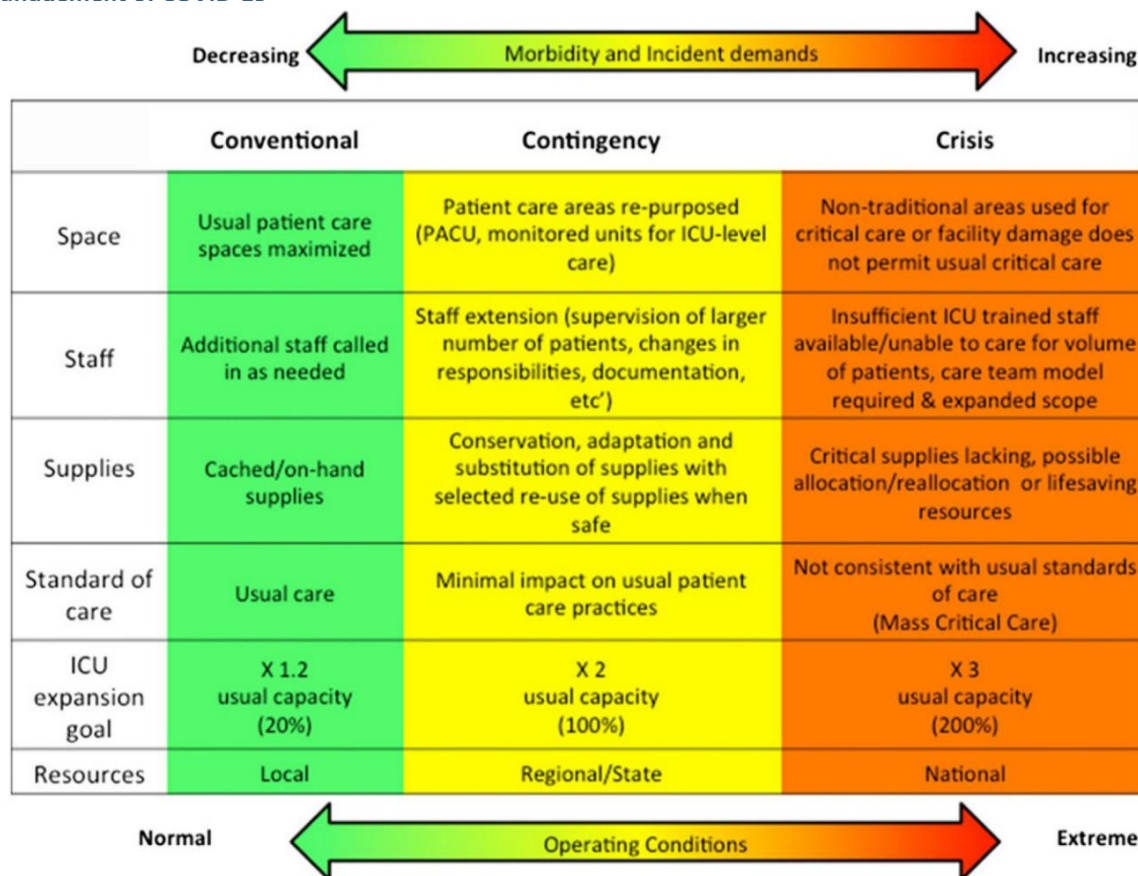 Decreasing Morbidity and Incident demands Increasing
Conventional Contingency Crisis
Space
Usual patient care
spaces maximized
Patient care areas re-purposed
(PACU, monitored units for ICU-level
care)
Non-traditional areas used for
critical care or facility damage does
not permit usual critical care
Staff
Additional staff called
in as needed
Staff extension (supervision of larger
number of patients, changes in
responsibilities, documentation,
etc’)
Insufficient ICU trained staff
available/unable to care for volume
of patients, care team model
required & expanded scope
Supplies
Cached/on-hand
supplies
Conservation, adaptation and
substitution of supplies with
selected re-use of supplies when
safe
Critical supplies lacking, possible
allocation/reallocation or lifesaving
resources
Standard of
care
Usual care
Minimal impact on usual patient
care practices
Not consistent with usual standards
of care
(Mass Critical Care)
ICU
expansion
goal
X 1.2
usual capacity
(20%)
X 2
usual capacity
(100%)
X 3
usual capacity
(200%)
Resources
Local
Regional/State
National
Normal Operating Conditions Extreme